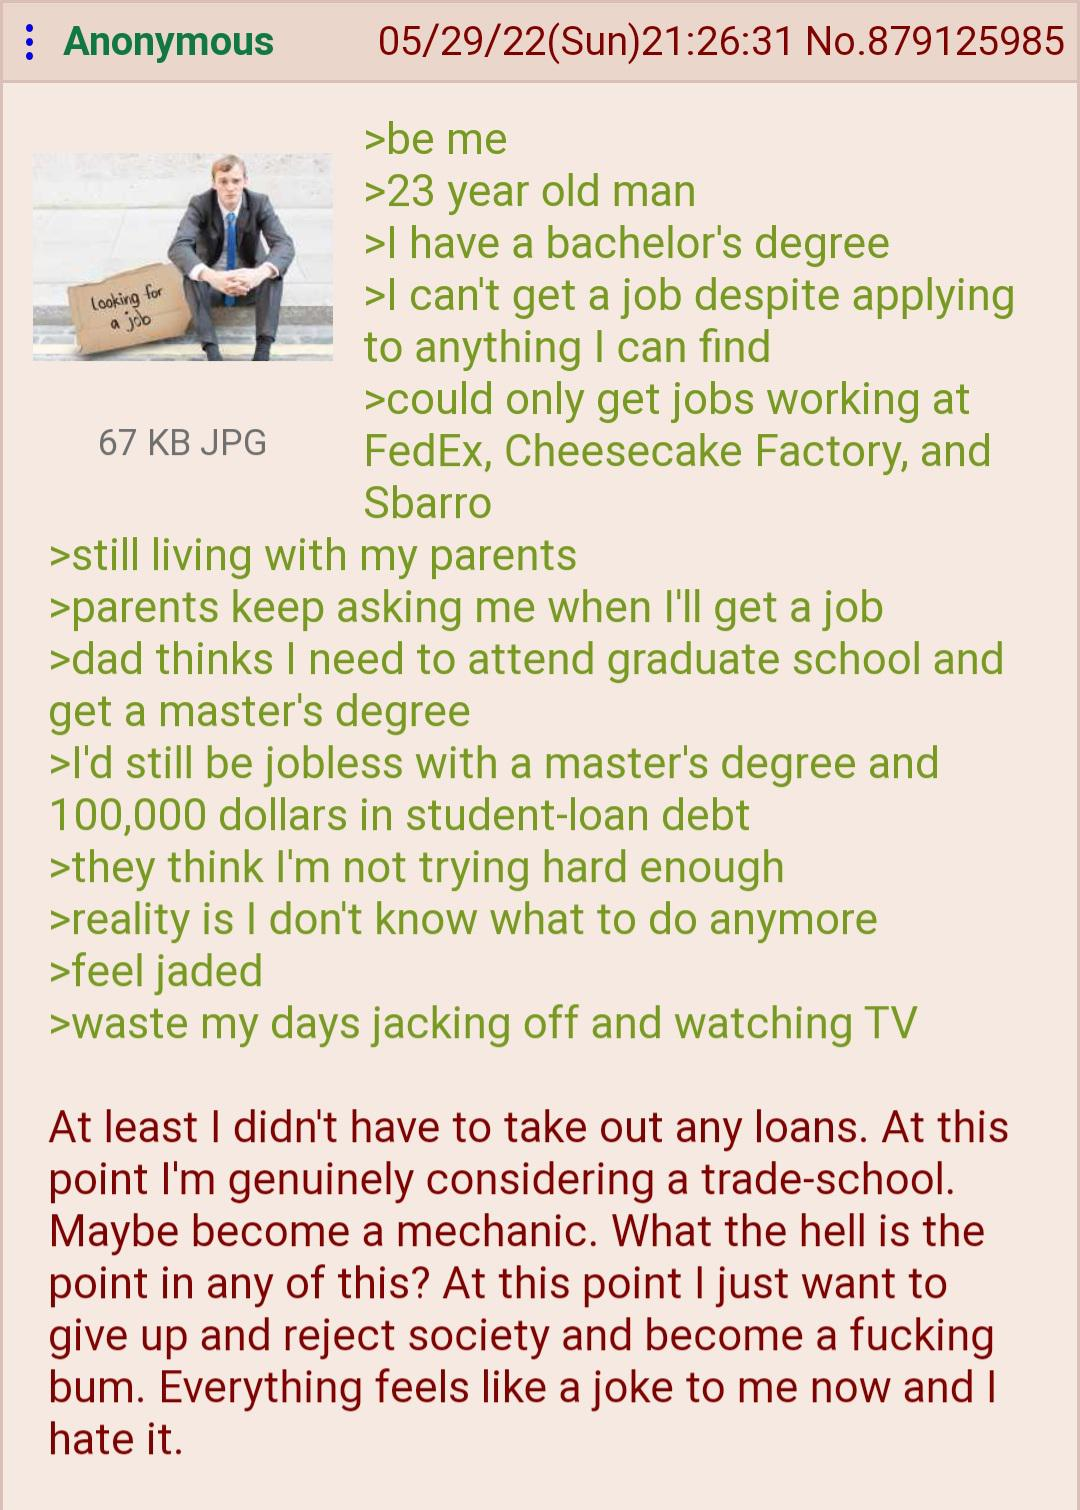 Anonymous 05/29/22(Sun)21:26:31 No.879125985
>be me
>23 year old man
>I have a bachelor's degree
>I can't get a job despite applying
to anything I can find
>could only get jobs working at
FedEx, Cheesecake Factory, and
Sbarro
looking for
a job
67 KB JPG
>still living with my parents
>parents keep asking me when I'll get a job
>dad thinks I need to attend graduate school and
get a master's degree
>I'd still be jobless with a master's degree and
100,000 dollars in student-loan debt
>they think I'm not trying hard enough
>reality is I don't know what to do anymore
>feel jaded
>waste my days jacking off and watching TV
At least I didn't have to take out any loans. At this
point I'm genuinely considering a trade-school.
Maybe become a mechanic. What the hell is the
point in any of this? At this point I just want to
give up and reject society and become a fucking
bum. Everything feels like a joke to me now and I
hate it.